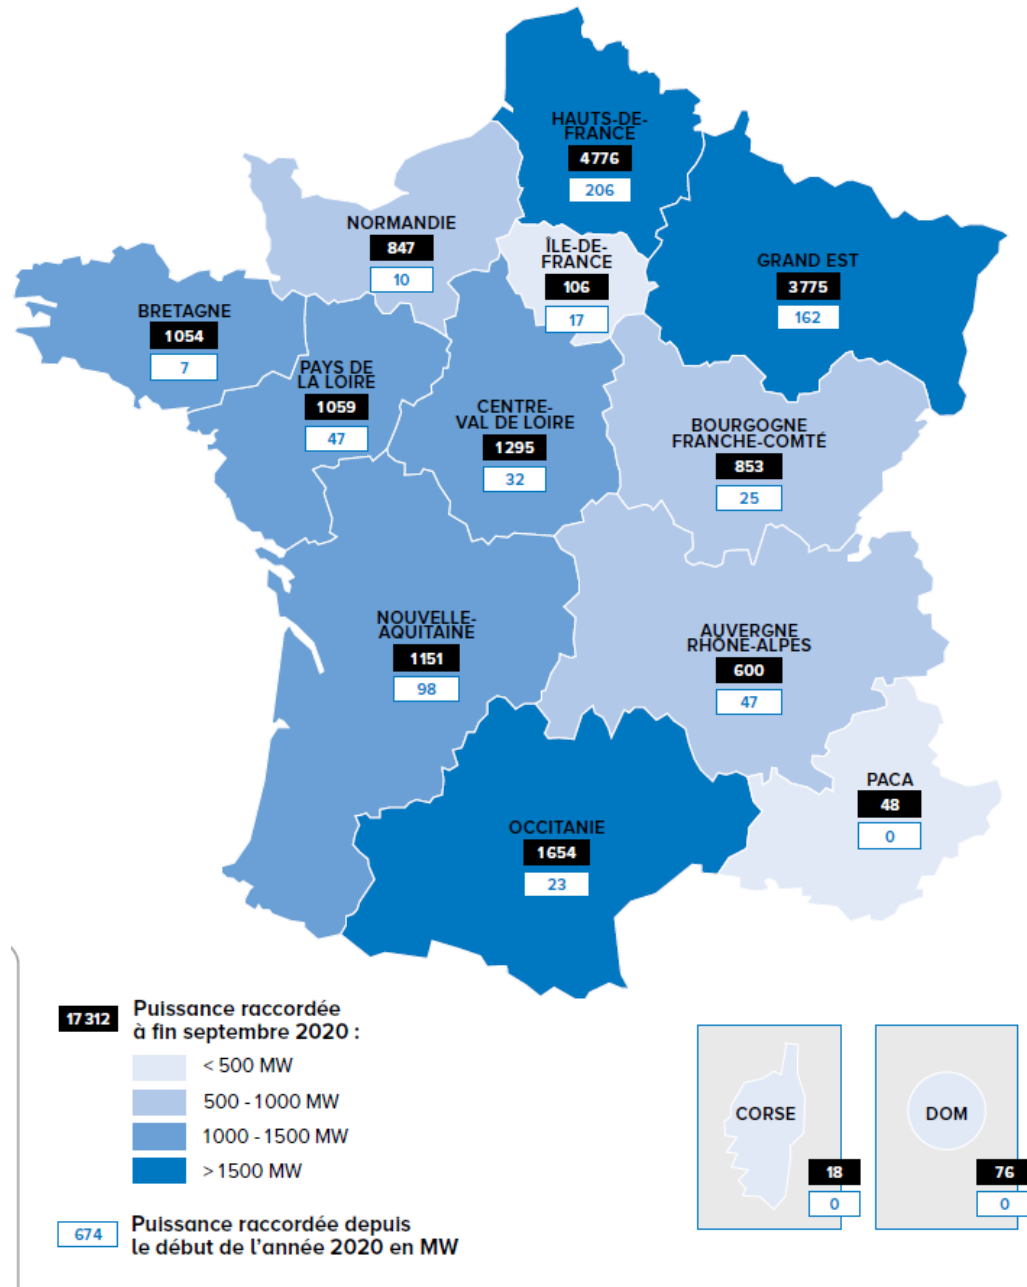 HAUTS-DE-
FRANCE
4776
206
NORMANDIE
847
10
ÎLE-DE-
FRANCE
106
17
GRAND EST
3775
162
BRETAGNE
1054
7
PAYS DE
LA LOIRE
1059
47
CENTRE-
VAL DE LOIRE
1295
32
BOURGOGNE
FRANCHE-COMTÉ
853
25
NOUVELLE-
AQUITAINE
1151
98
AUVERGNE
RHÔNE-ALPES
600
47
PACA
48
0
OCCITANIE
1654
23
17 312 Puissance raccordée
à fin septembre 2020 :
< 500 MW
500 - 1000 MW
1000 - 1500 MW
> 1500 MW
674 Puissance raccordée depuis
le début de l'année 2020 en MW
CORSE
18
0
DOM
76
0